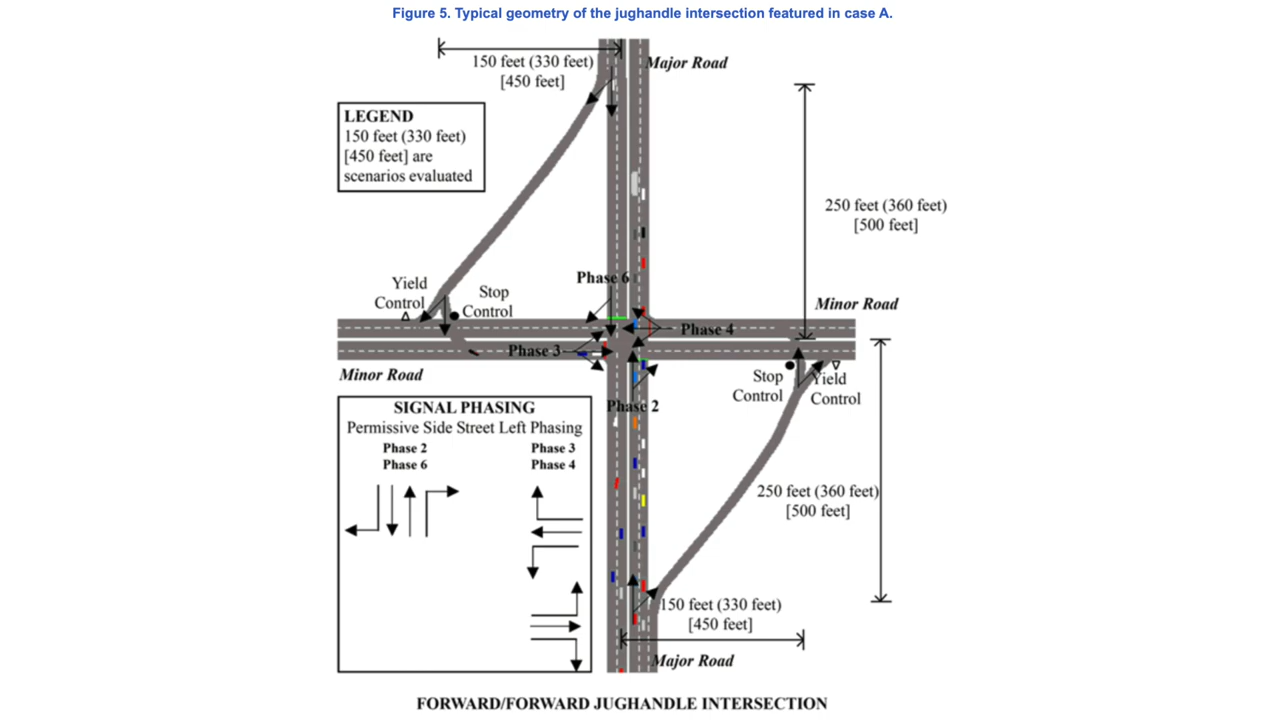 Figure 5. Typical geometry of the jughandle intersection featured in case A.
150 feet (330 feet)
[450 feet]
Major Road
LEGEND
150 feet (330 feet)
[450 feet] are
scenarios evaluated
250 feet (360 feet)
[500 feet]
Yield
Control
Stop
Control
Phase 6
Minor Road
Phase 4
Phase 3
Minor Road
Stop
Control
Yield
Control
Phase 2
SIGNAL PHASING
Permissive Side Street Left Phasing
Phase 2
Phase 6
Phase 3
Phase 4
250 feet (360 feet)
[500 feet]
150 feet (330 feet)
[450 feet]
Major Road
FORWARD/FORWARD JUGHANDLE INTERSECTION